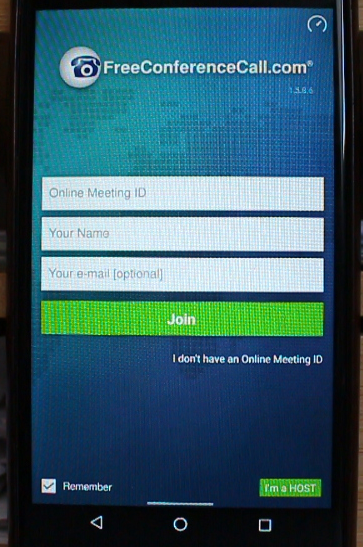 FreeConferenceCall.com®
1.3.8.6
Online Meeting ID
Your Name
Your e-mail [optional]
Join
I don't have an Online Meeting ID
Remember
I'm a HOST